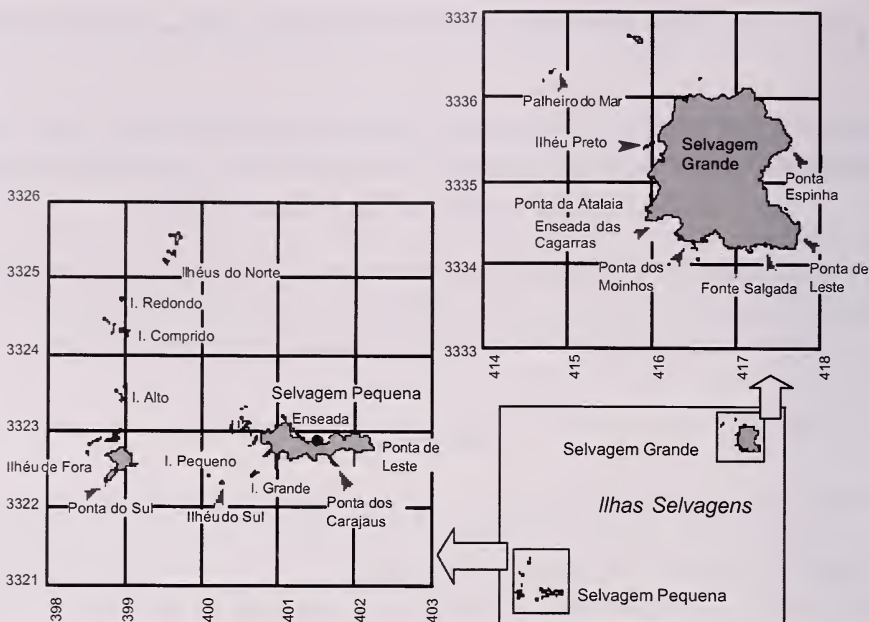 3337
3336
3335
3334
3333
414
415
416
417
418
Palheiro do Mar
Ilhéu Preto
Selvagem
Grande
Ponta
Espinha
Ponta da Atalaia
Enseada das
Cagarras
Ponta dos
Moinhos
Fonte Salgada
Ponta de
Leste
3326
3325
3324
3323
3322
3321
398
399
400
401
402
403
Ilhéus do Norte
I. Redondo
I. Comprido
I. Alto
Selvagem Pequena
Enseada
Ponta de
Leste
Ilhéu de Fora
I. Pequeno
I. Grande
Ponta do Sul
Ilhéu do Sul
Ponta dos
Carajaus
Selvagem Grande
Ilhas Selvagens
Selvagem Pequena